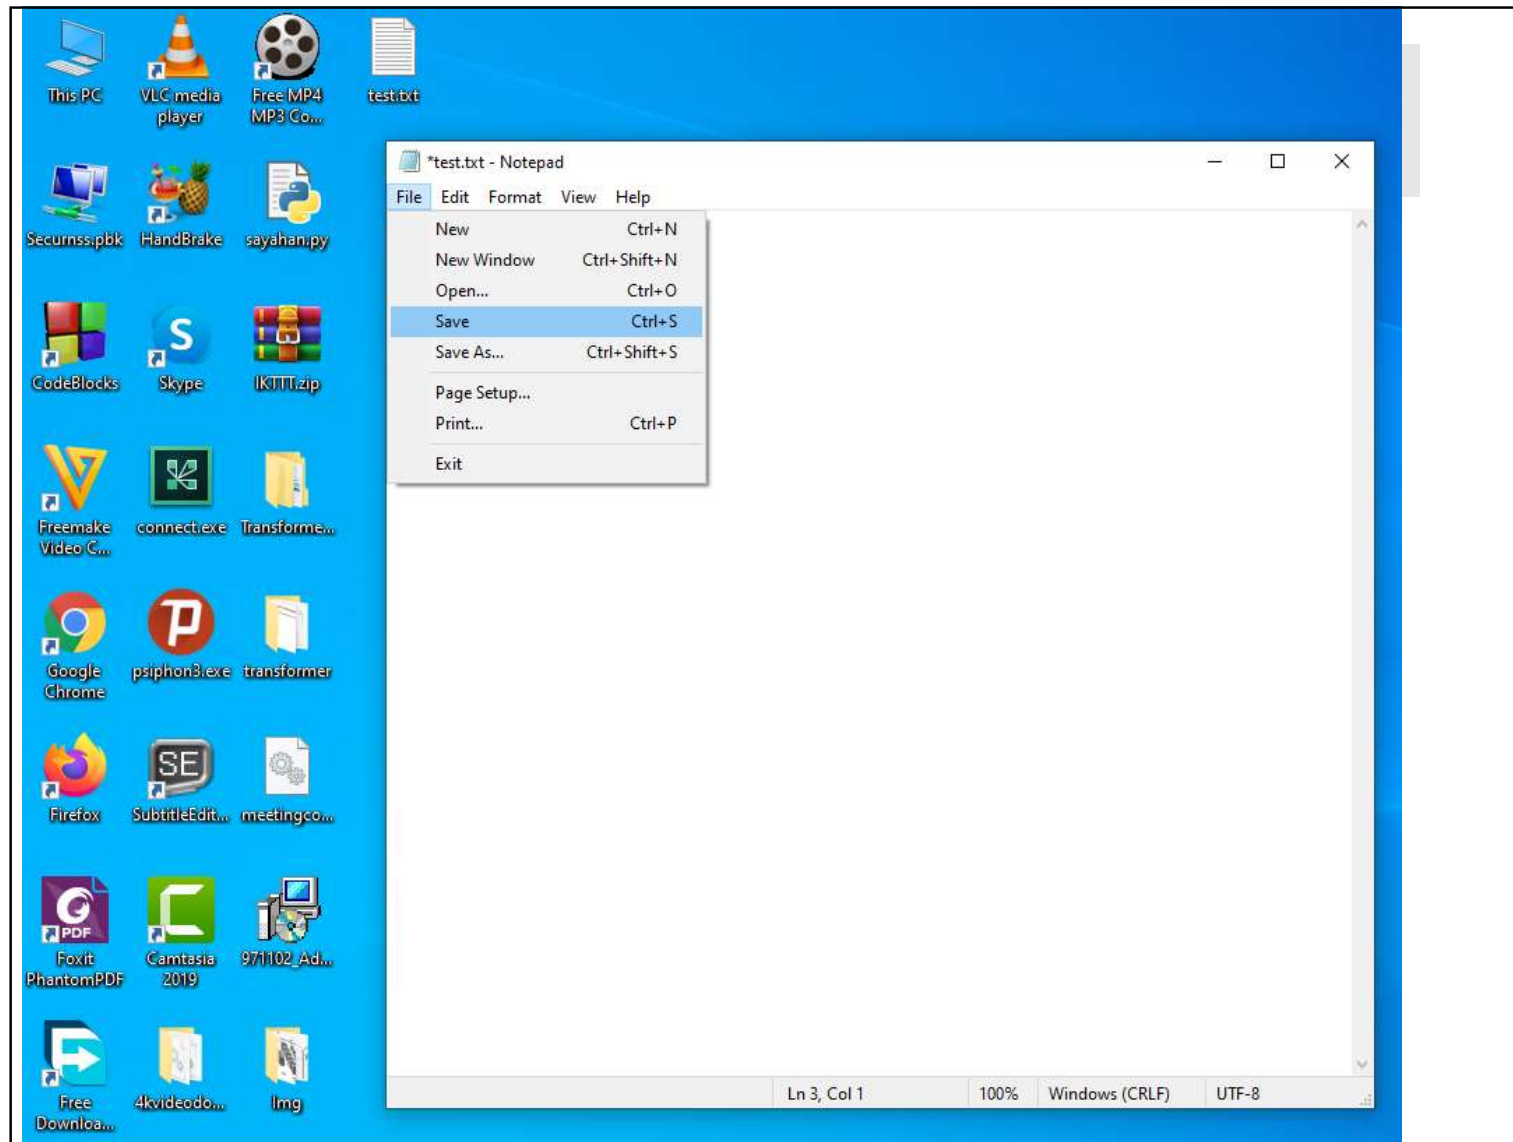 This PC
VLC media
player
Free MP4
MP3 Co...
test.txt
Securnss.pbk
HandBrake
sayahan.py
CodeBlocks
S
Skype
IKTTT.zip
Freemake
Video C...
connect.exe
Transforme...
Google
Chrome
psiphon3.exe
transformer
Firefox
SE
SubtitleEdit...
meetingco...
PDF
Foxit
PhantomPDF
Camtasia
2019
971102_Ad...
Free
Downloa...
4kvideodo...
Img
*test.txt - Notepad
File Edit Format View Help
New Ctrl+N
New Window Ctrl+Shift+N
Open... Ctrl+O
Save Ctrl+S
Save As... Ctrl+Shift+S
Page Setup...
Print... Ctrl+P
Exit
Ln 3, Col 1 100% Windows (CRLF) UTF-8